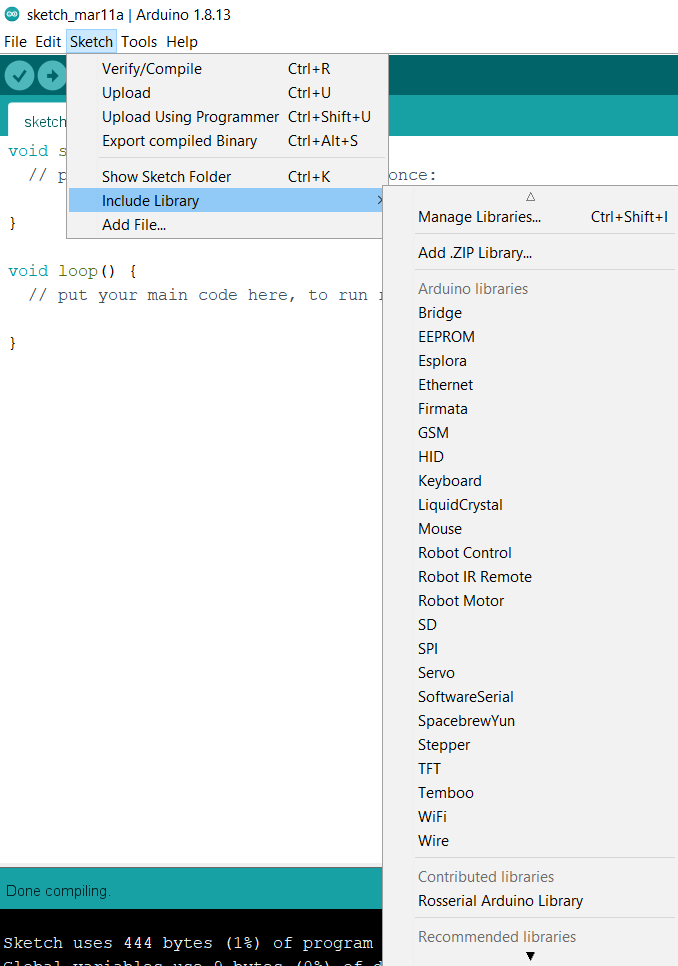 sketch_mar11a | Arduino 1.8.13
File Edit Sketch Tools Help
Verify/Compile Ctrl+R
Upload Ctrl+U
Upload Using Programmer Ctrl+Shift+U
Export compiled Binary Ctrl+Alt+S
Show Sketch Folder Ctrl+K
Include Library
Add File...
sketch
void s
// p
once:
}
void loop() {
// put your main code here, to run
}
Manage Libraries... Ctrl+Shift+I
Add .ZIP Library...
Arduino libraries
Bridge
EEPROM
Esplora
Ethernet
Firmata
GSM
HID
Keyboard
LiquidCrystal
Mouse
Robot Control
Robot IR Remote
Robot Motor
SD
SPI
Servo
SoftwareSerial
SpacebrewYun
Stepper
TFT
Temboo
WiFi
Wire
Contributed libraries
Rosserial Arduino Library
Recommended libraries
Done compiling.
Sketch uses 444 bytes (1%) of program
Global variables use 9 bytes (0%) of d